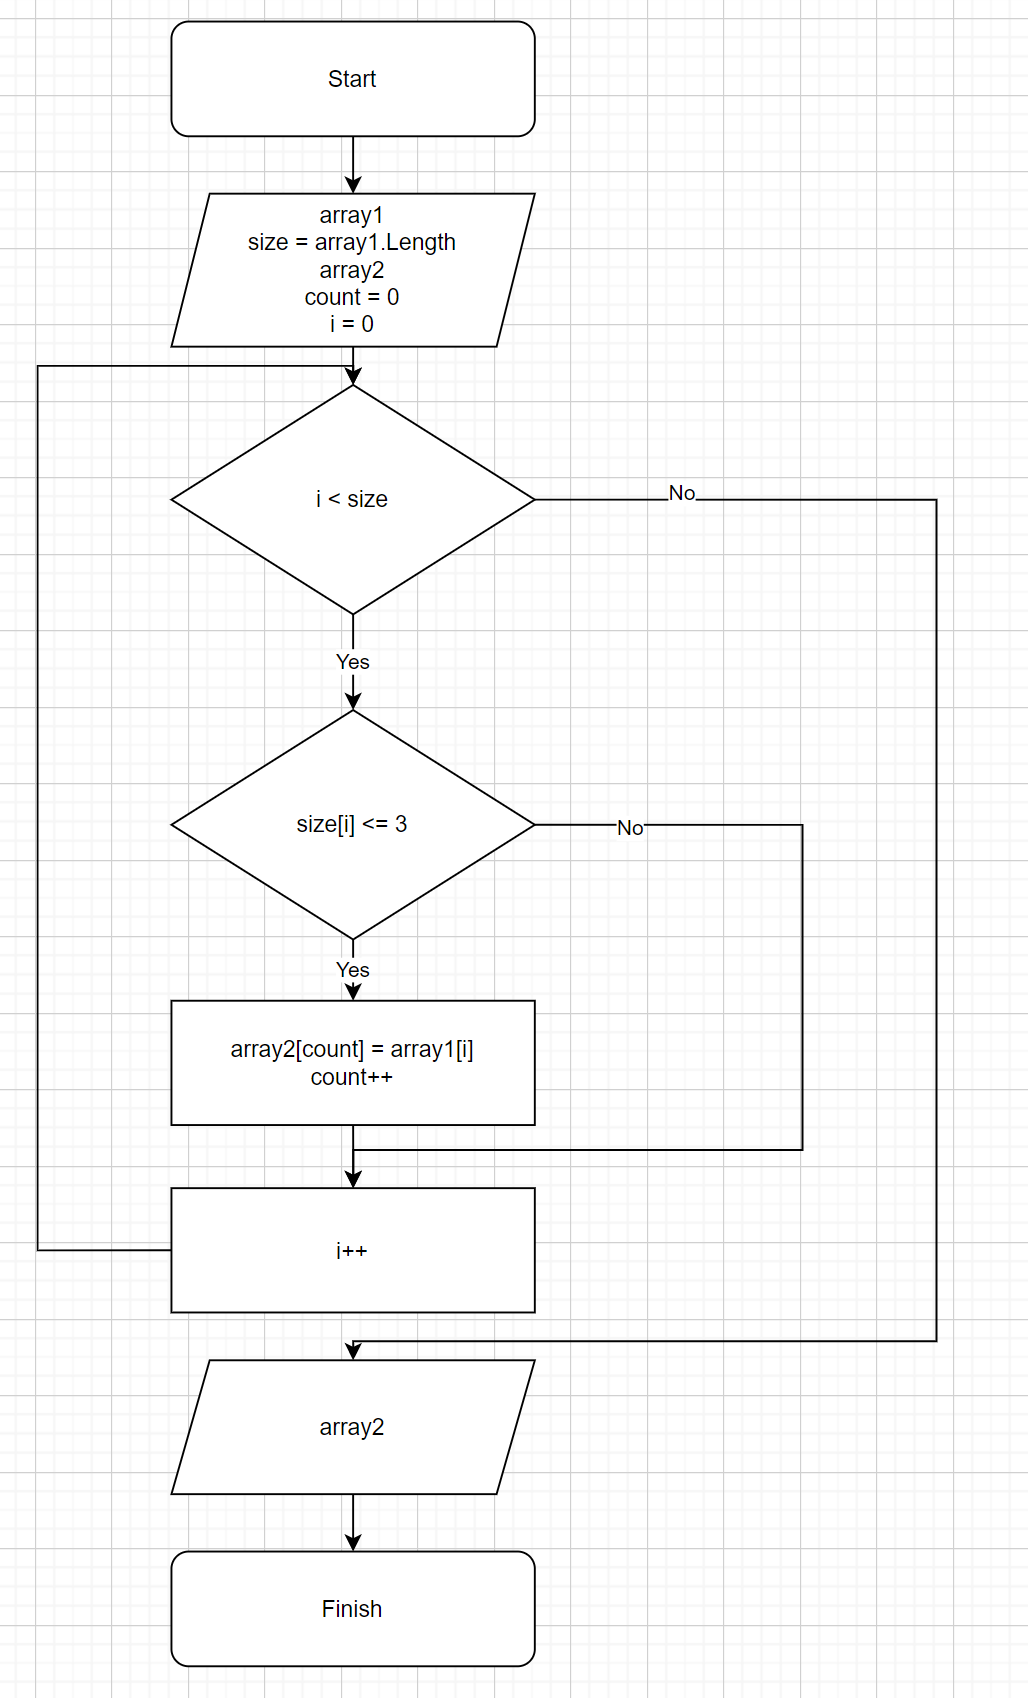 Start
array1
size = array1.Length
array2
count = 0
i = 0
i < size
No
Yes
size[i] <= 3
No
Yes
array2[count] = array1[i]
count++
i++
array2
Finish